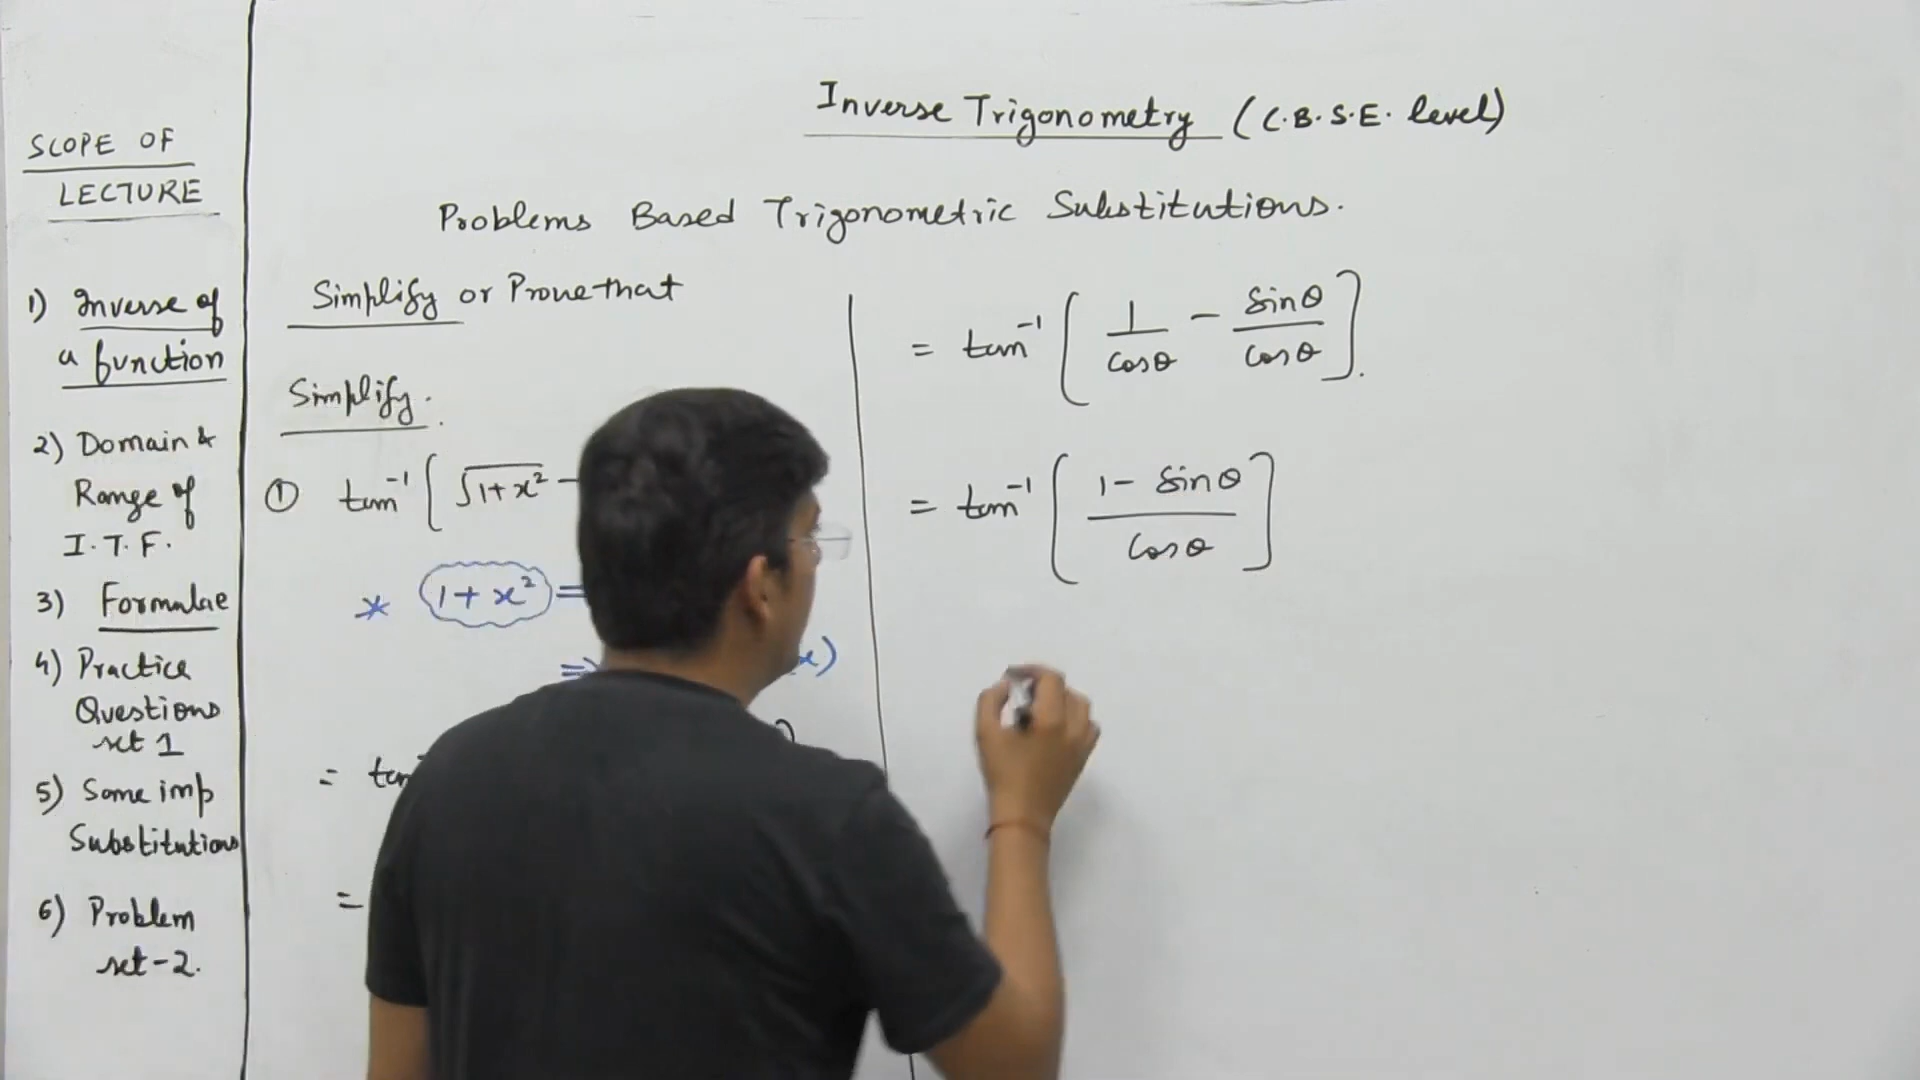 Inverse Trigonometry (C.B.S.E. level)
Problems Based Trigonometric Substitutions.
SCOPE OF
LECTURE
1) Inverse of
a function
2) Domain &
Range of
I.T.F.
3) Formulae
4) Practice
Questions
set 1
5) Some imp
Substitutions
6) Problem
set-2.
Simplify or Prove that
Simplify.
① tan⁻¹[√1+x² -
* 1+x² =
=> x)
= tan
=
= tan⁻¹[1/cosθ - sinθ/cosθ].
= tan⁻¹[1- sinθ/cosθ]